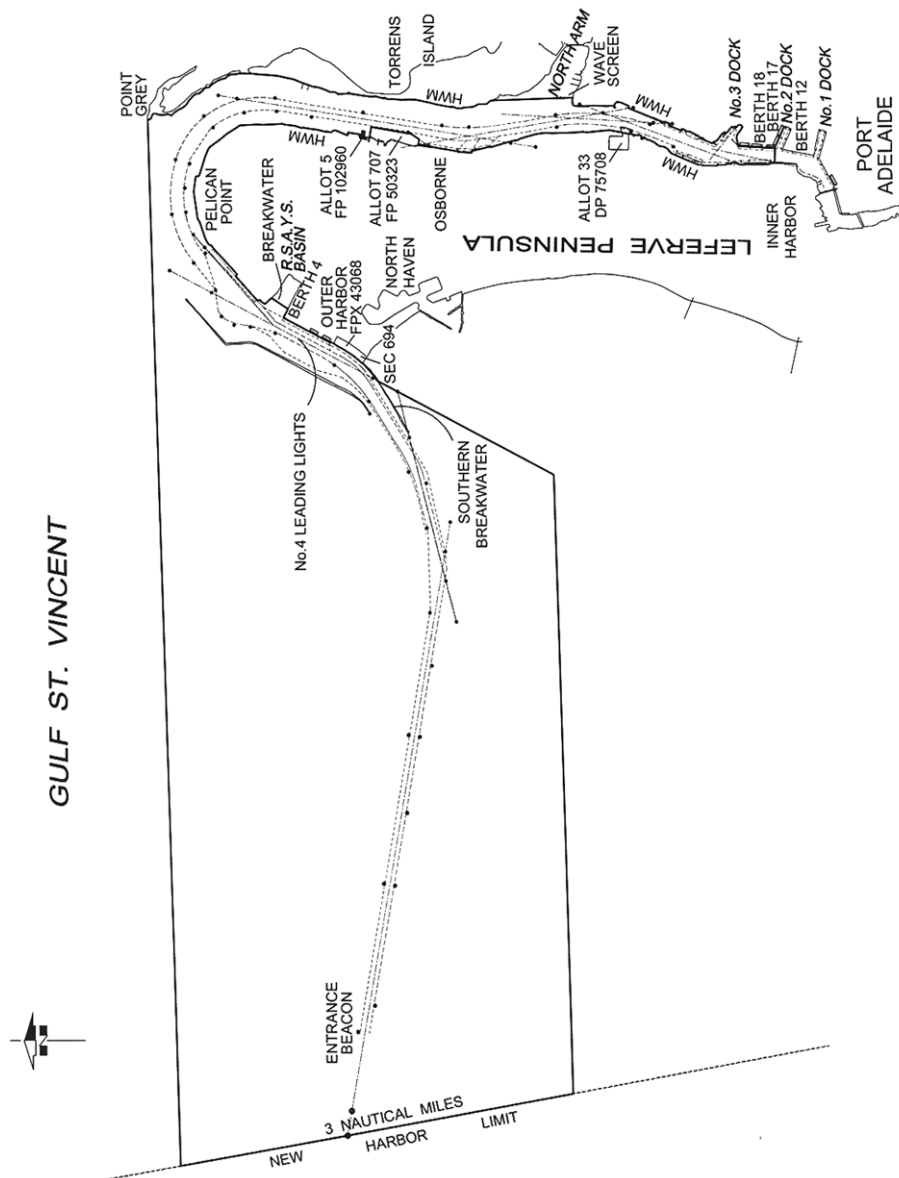 GULF ST. VINCENT
POINT
GREY
TORRENS
ISLAND
NORTH ARM
WAVE
SCREEN
HWM
HWM
HWM
HWM
No.3 DOCK
BERTH 18
BERTH 17
No.2 DOCK
BERTH 12
No.1 DOCK
PORT
ADELAIDE
INNER
HARBOR
PELICAN
POINT
ALLOT 5
FP 102960
ALLOT 707
FP 50323
OSBORNE
ALLOT 33
DP 75708
LEFERVE PENINSULA
BREAKWATER
R.S.A.Y.S.
BASIN
BERTH 4
OUTER
HARBOR
FPX 43068
SEC 694
NORTH
HAVEN
No.4 LEADING LIGHTS
SOUTHERN
BREAKWATER
ENTRANCE
BEACON
3 NAUTICAL MILES
NEW HARBOR LIMIT
N